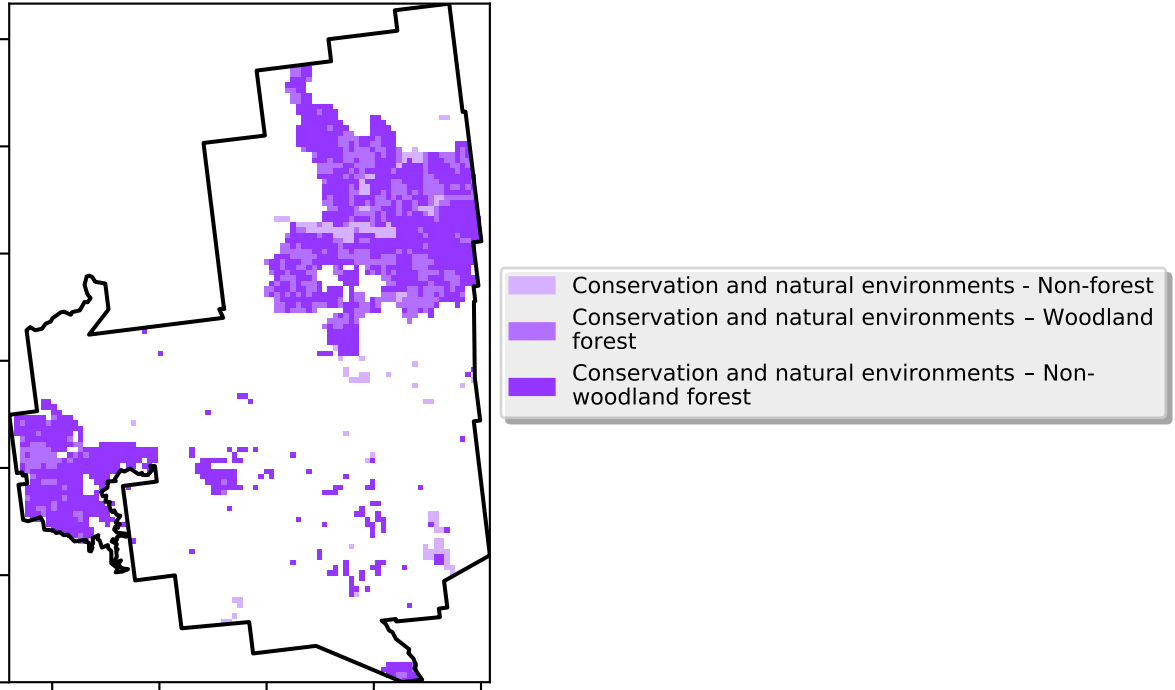 Conservation and natural environments - Non-forest
Conservation and natural environments – Woodland
forest
Conservation and natural environments – Non-
woodland forest